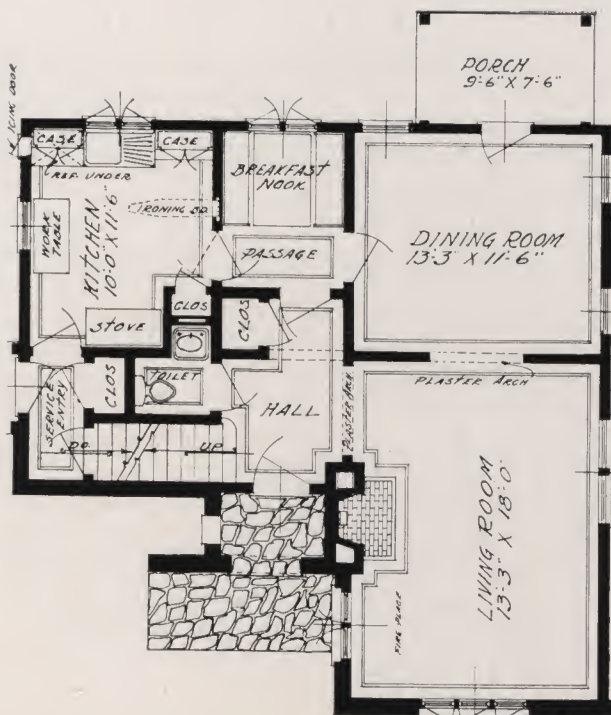 PORCH
9'-6" X 7'-6"
ICING DOOR
CASE
CASE
REF. UNDER
BREAKFAST
NOOK
IRONING BD.
WORK
TABLE
KITCHEN
10'-0" X 11'-6"
PASSAGE
DINING ROOM
13'-3" X 11'-6"
CLOS
CLOS
STOVE
PLASTER ARCH
TOILET
CLOS
HALL
PLASTER ARCH
SERVICE
ENTRY
UP
LIVING ROOM
13'-3" X 18'-0"
FIRE PLACE